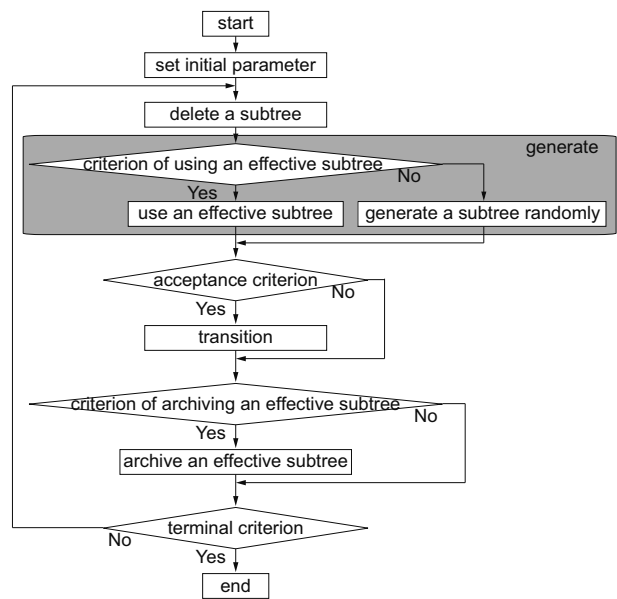 start
set initial parameter
delete a subtree
generate
criterion of using an effective subtree
No
Yes
use an effective subtree
generate a subtree randomly
acceptance criterion
No
Yes
transition
criterion of archiving an effective subtree
No
Yes
archive an effective subtree
terminal criterion
No
Yes
end